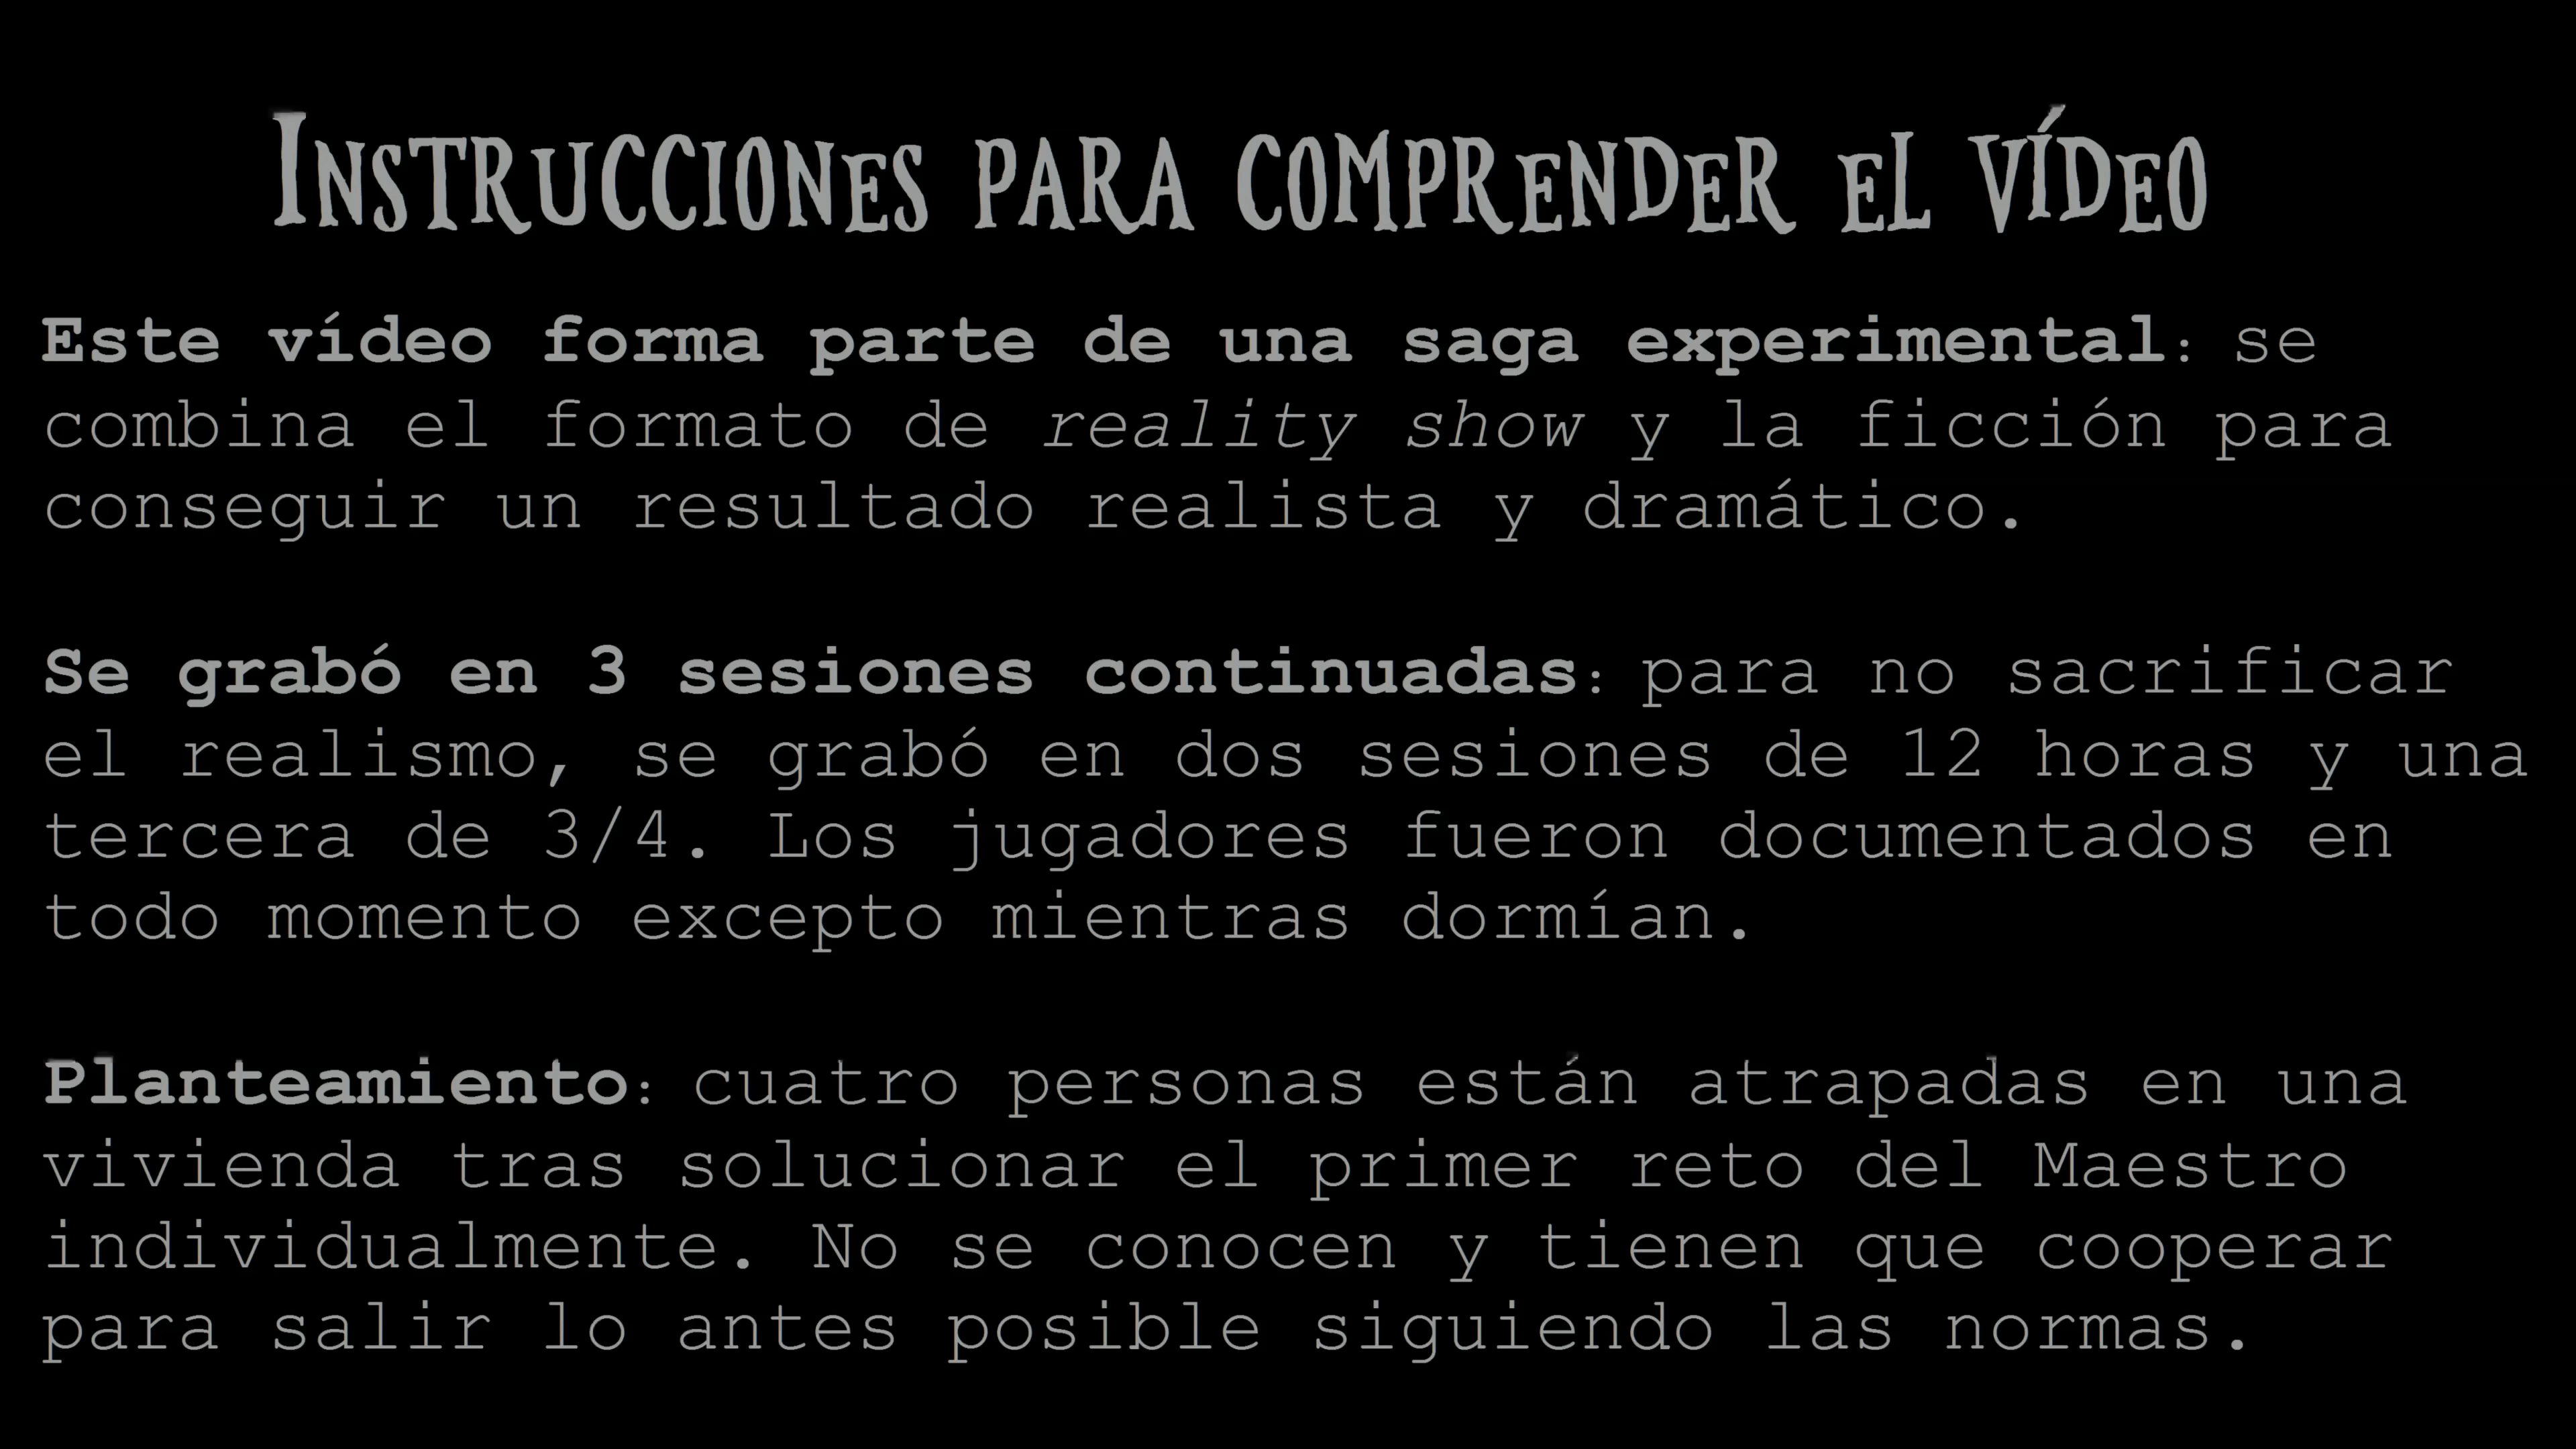 Instrucciones para comprender el vídeo
Este vídeo forma parte de una saga experimental: se
combina el formato de reality show y la ficción para
conseguir un resultado realista y dramático.
Se grabó en 3 sesiones continuadas: para no sacrificar
el realismo, se grabó en dos sesiones de 12 horas y una
tercera de 3/4. Los jugadores fueron documentados en
todo momento excepto mientras dormían.
Planteamiento: cuatro personas están atrapadas en una
vivienda tras solucionar el primer reto del Maestro
individualmente. No se conocen y tienen que cooperar
para salir lo antes posible siguiendo las normas.